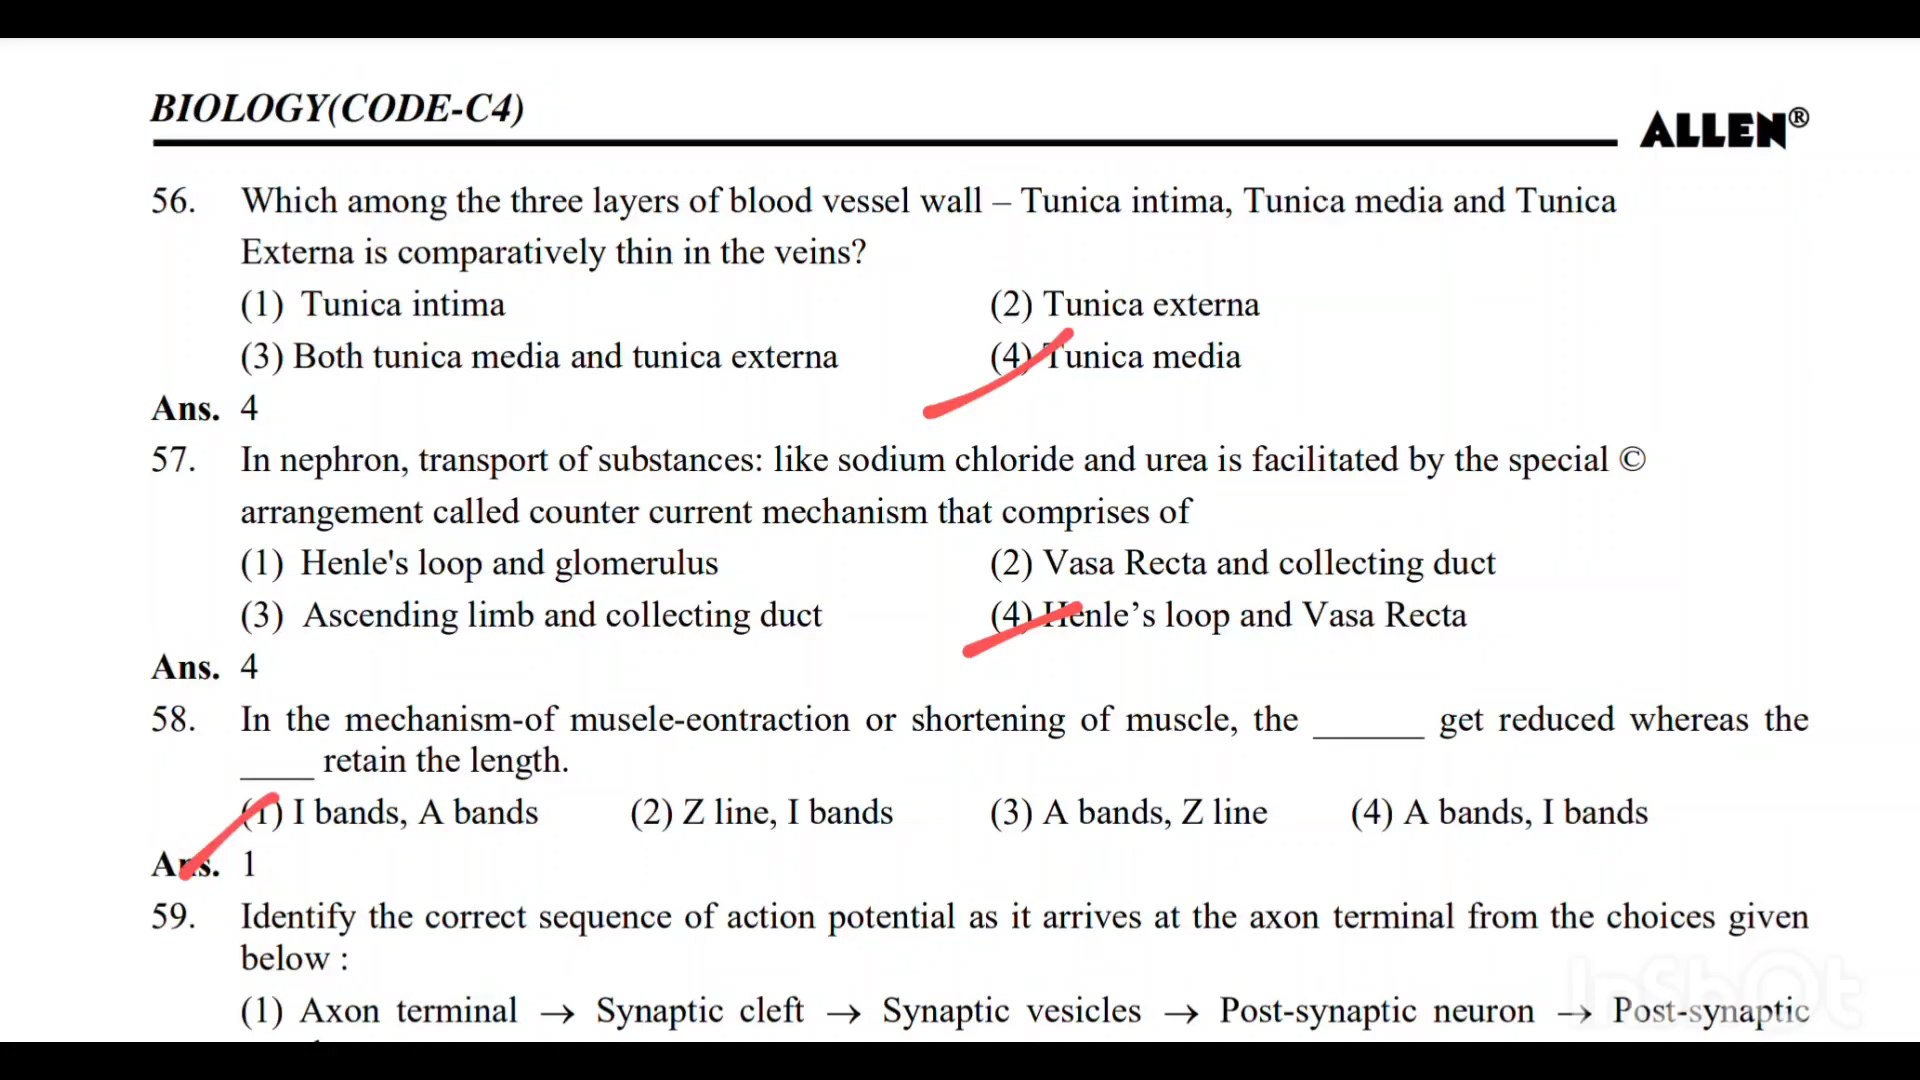 BIOLOGY(CODE-C4)
ALLEN®
56. Which among the three layers of blood vessel wall – Tunica intima, Tunica media and Tunica
Externa is comparatively thin in the veins?
(1) Tunica intima (2) Tunica externa
(3) Both tunica media and tunica externa (4) Tunica media
Ans. 4
57. In nephron, transport of substances: like sodium chloride and urea is facilitated by the special ©
arrangement called counter current mechanism that comprises of
(1) Henle's loop and glomerulus (2) Vasa Recta and collecting duct
(3) Ascending limb and collecting duct (4) Henle’s loop and Vasa Recta
Ans. 4
58. In the mechanism-of musele-eontraction or shortening of muscle, the ______ get reduced whereas the
____ retain the length.
(1) I bands, A bands (2) Z line, I bands (3) A bands, Z line (4) A bands, I bands
Ans. 1
59. Identify the correct sequence of action potential as it arrives at the axon terminal from the choices given
below :
(1) Axon terminal → Synaptic cleft → Synaptic vesicles → Post-synaptic neuron → Post-synaptic
InShOt